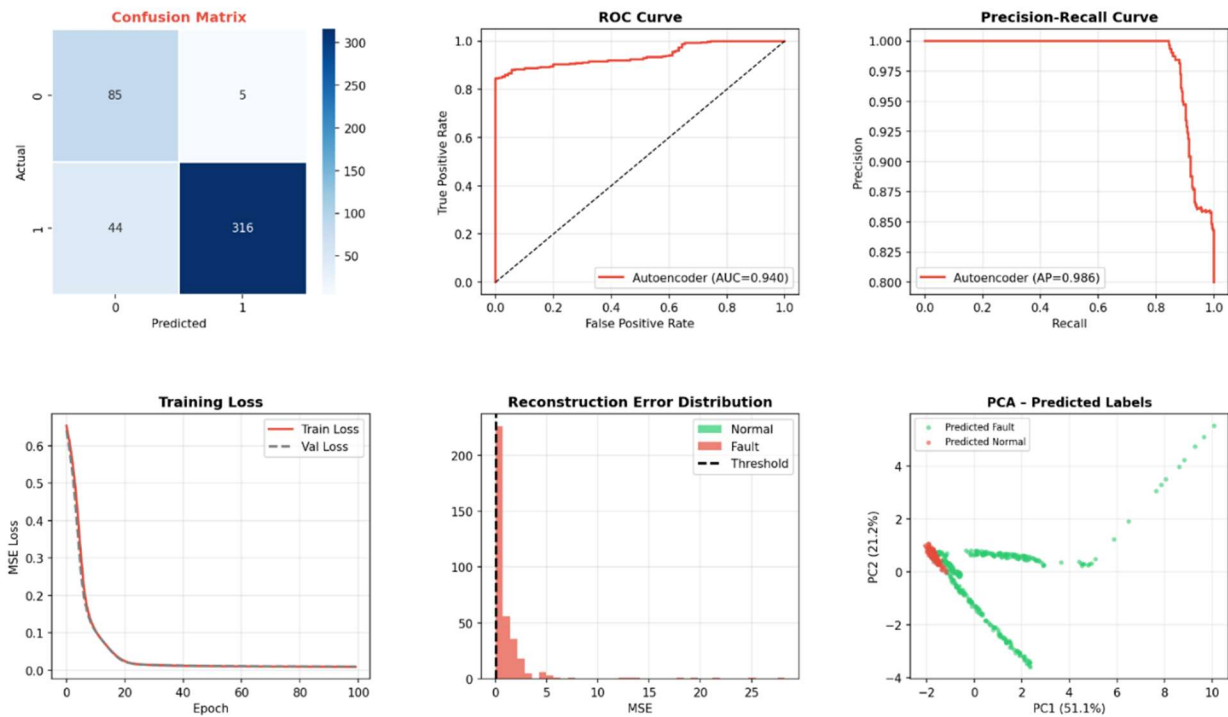 Confusion Matrix
Actual
0
1
85
5
44
316
0
1
Predicted
300
250
200
150
100
50
ROC Curve
True Positive Rate
1.0
0.8
0.6
0.4
0.2
0.0
Autoencoder (AUC=0.940)
0.0 0.2 0.4 0.6 0.8 1.0
False Positive Rate
Precision-Recall Curve
Precision
1.000
0.975
0.950
0.925
0.900
0.875
0.850
0.825
0.800
Autoencoder (AP=0.986)
0.0 0.2 0.4 0.6 0.8 1.0
Recall
Training Loss
MSE Loss
0.6
0.5
0.4
0.3
0.2
0.1
0.0
Train Loss
Val Loss
0 20 40 60 80 100
Epoch
Reconstruction Error Distribution
200
150
100
50
0
Normal
Fault
Threshold
0 5 10 15 20 25
MSE
PCA – Predicted Labels
PC2 (21.2%)
4
2
0
−2
−4
Predicted Fault
Predicted Normal
−2 0 2 4 6 8 10
PC1 (51.1%)